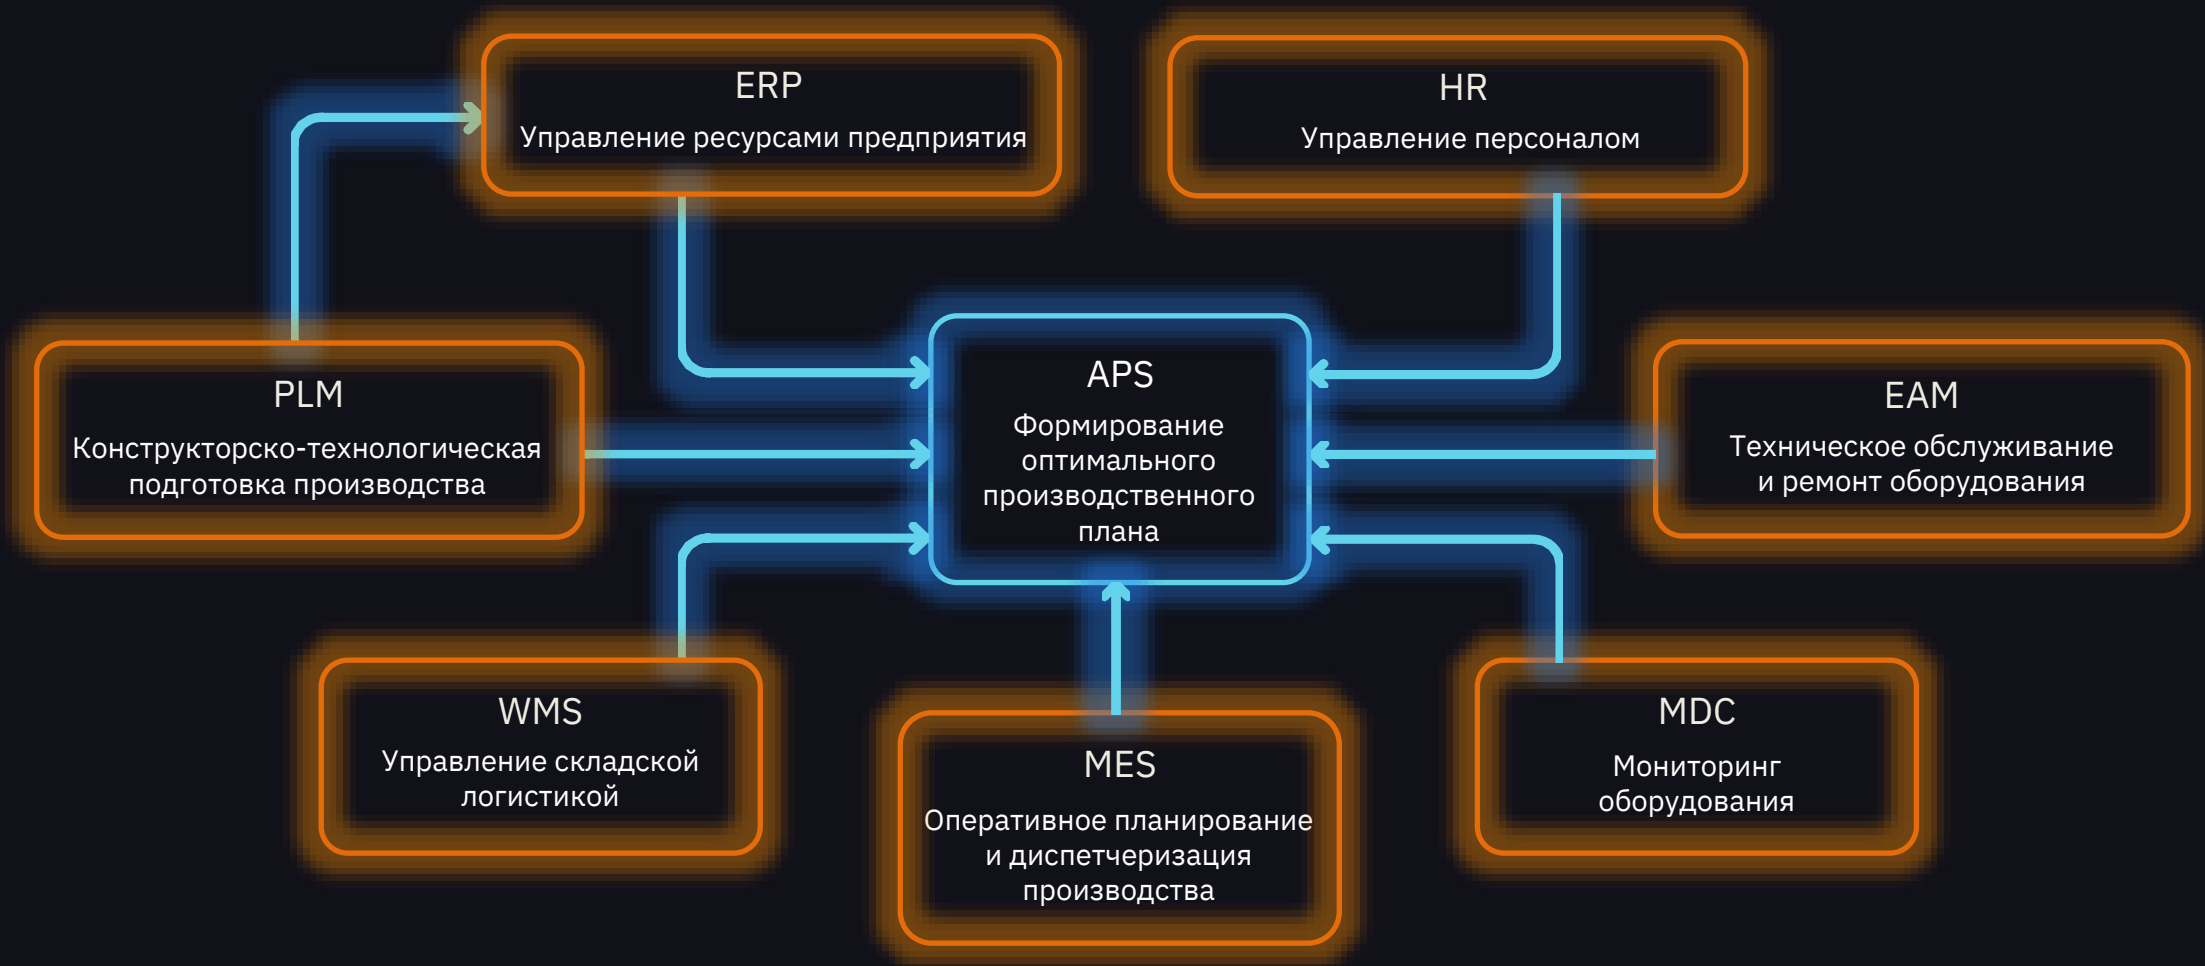 ERP
Управление ресурсами предприятия
HR
Управление персоналом
PLM
Конструкторско-технологическая
подготовка производства
APS
Формирование
оптимального
производственного
плана
EAM
Техническое обслуживание
и ремонт оборудования
WMS
Управление складской
логистикой
MES
Оперативное планирование
и диспетчеризация
производства
MDC
Мониторинг
оборудования